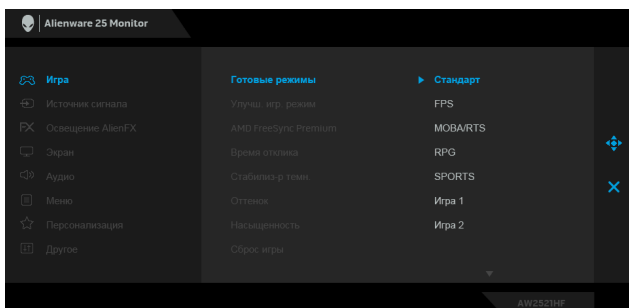 Alienware 25 Monitor
Игра
Источник сигнала
FX Освещение AlienFX
Экран
Аудио
Меню
Персонализация
Другое
Готовые режимы
Улучш. игр. режим
AMD FreeSync Premium
Время отклика
Стабилиз-р темн.
Оттенок
Насыщенность
Сброс игры
Стандарт
FPS
MOBA/RTS
RPG
SPORTS
Игра 1
Игра 2
AW2521HF